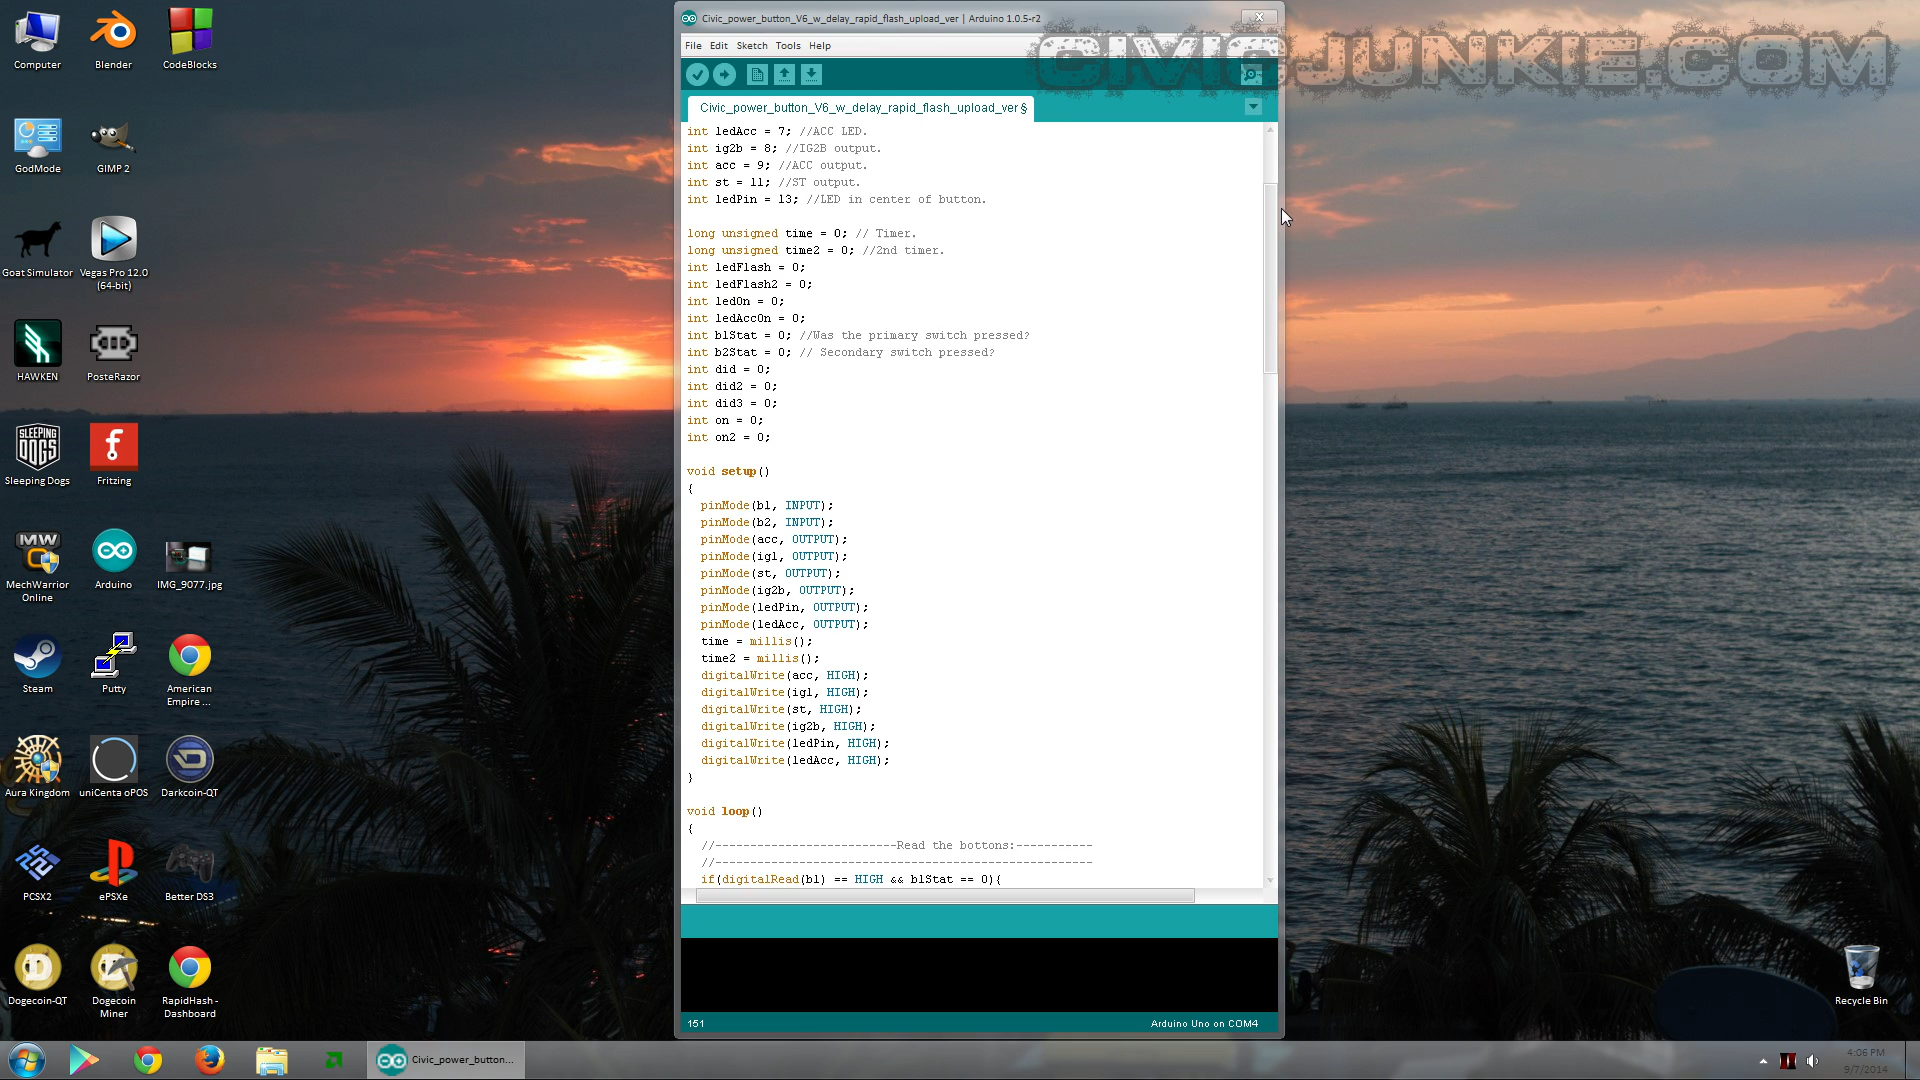 Computer
Blender
CodeBlocks
GodMode
GIMP 2
Goat Simulator
Vegas Pro 12.0
(64-bit)
HAWKEN
PosteRazor
SLEEPING
DOGS
Sleeping Dogs
Fritzing
MW
MechWarrior
Online
Arduino
IMG_9077.jpg
Steam
Putty
American
Empire ...
Aura Kingdom
uniCenta oPOS
Darkcoin-QT
PCSX2
ePSXe
Better DS3
Dogecoin-QT
Dogecoin
Miner
RapidHash -
Dashboard
Civic_power_button_V6_w_delay_rapid_flash_upload_ver | Arduino 1.0.5-r2
File Edit Sketch Tools Help
CIVICJUNKIE.COM
Civic_power_button_V6_w_delay_rapid_flash_upload_ver §
int ledAcc = 7; //ACC LED.
int ig2b = 8; //IG2B output.
int acc = 9; //ACC output.
int st = 11; //ST output.
int ledPin = 13; //LED in center of button.
long unsigned time = 0; // Timer.
long unsigned time2 = 0; //2nd timer.
int ledFlash = 0;
int ledFlash2 = 0;
int ledOn = 0;
int ledAccOn = 0;
int b1Stat = 0; //Was the primary switch pressed?
int b2Stat = 0; // Secondary switch pressed?
int did = 0;
int did2 = 0;
int did3 = 0;
int on = 0;
int on2 = 0;
void setup()
{
pinMode(b1, INPUT);
pinMode(b2, INPUT);
pinMode(acc, OUTPUT);
pinMode(ig1, OUTPUT);
pinMode(st, OUTPUT);
pinMode(ig2b, OUTPUT);
pinMode(ledPin, OUTPUT);
pinMode(ledAcc, OUTPUT);
time = millis();
time2 = millis();
digitalWrite(acc, HIGH);
digitalWrite(ig1, HIGH);
digitalWrite(st, HIGH);
digitalWrite(ig2b, HIGH);
digitalWrite(ledPin, HIGH);
digitalWrite(ledAcc, HIGH);
}
void loop()
{
//--------------------------Read the bottons:-----------
//------------------------------------------------------
if(digitalRead(b1) == HIGH && b1Stat == 0){
151
Arduino Uno on COM4
Recycle Bin
Civic_power_button...
4:06 PM
9/7/2014